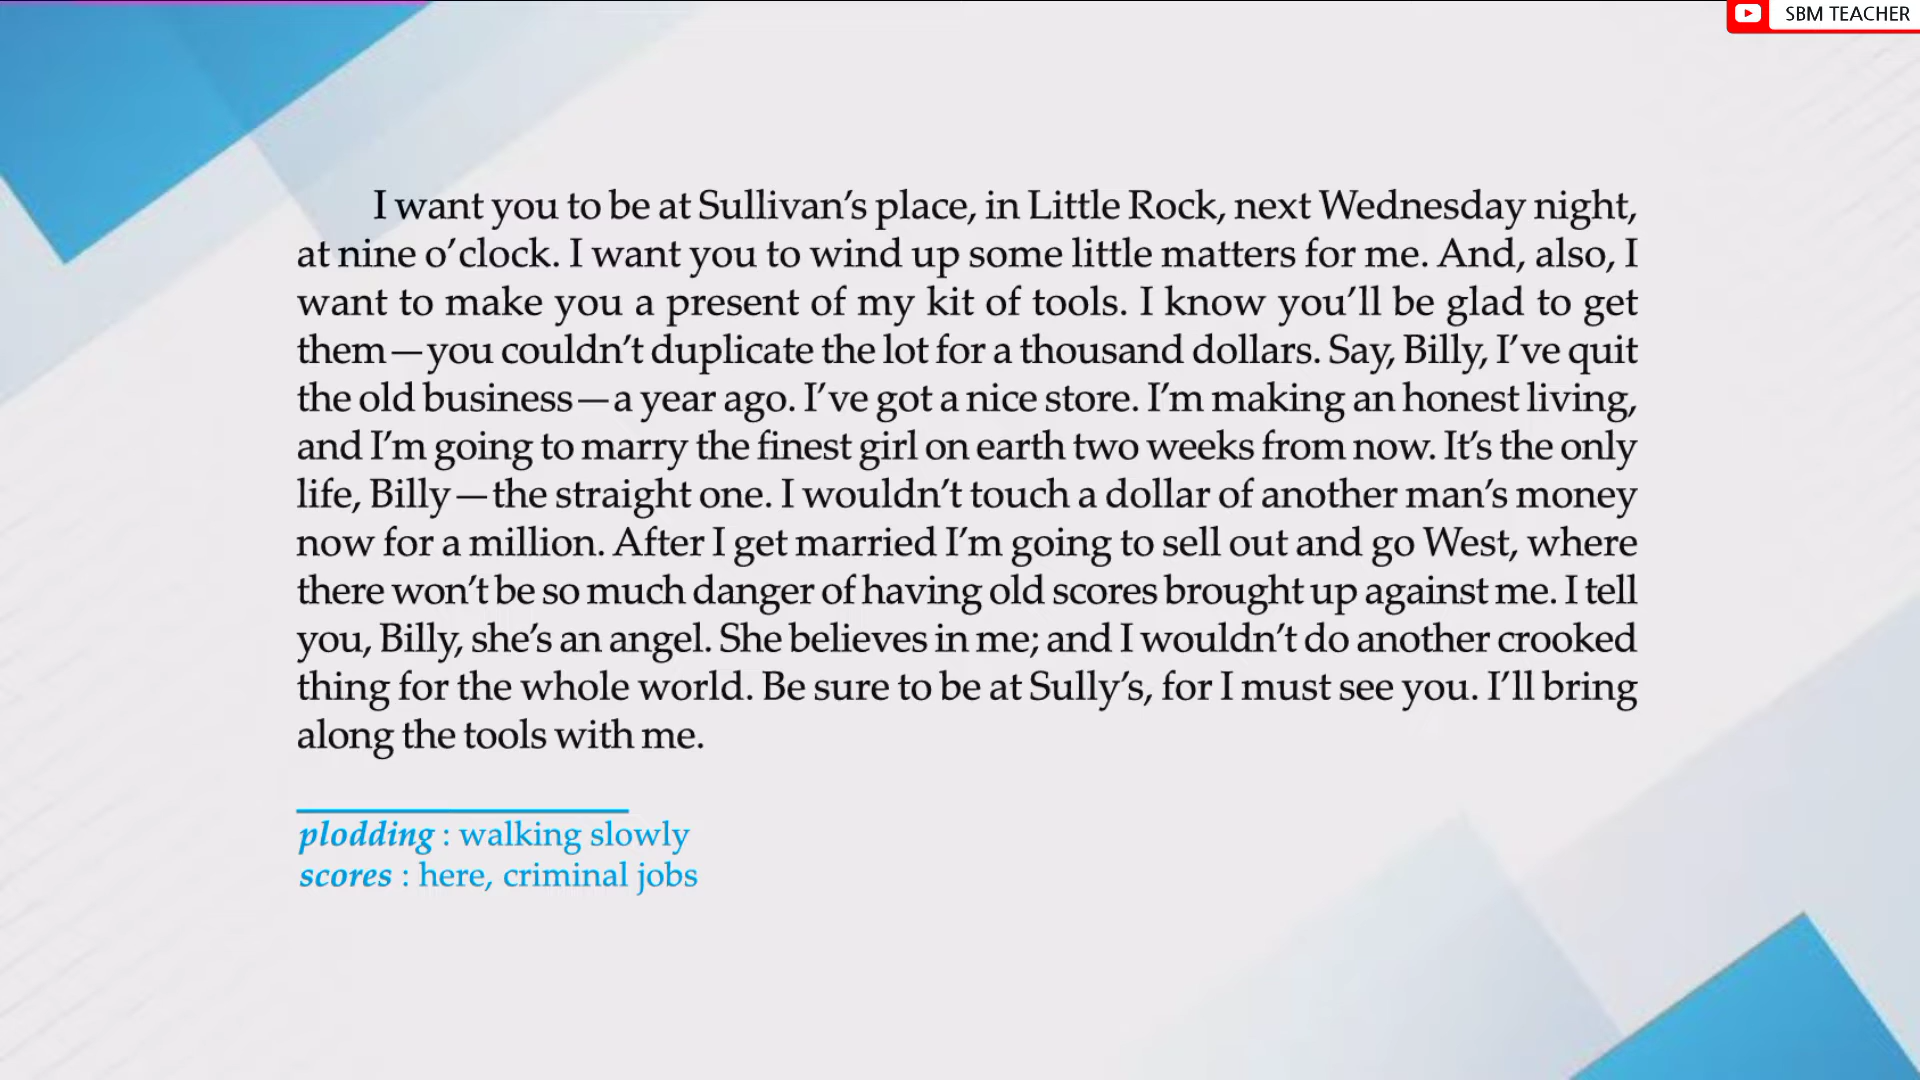 SBM TEACHER
I want you to be at Sullivan’s place, in Little Rock, next Wednesday night,
at nine o’clock. I want you to wind up some little matters for me. And, also, I
want to make you a present of my kit of tools. I know you’ll be glad to get
them—you couldn’t duplicate the lot for a thousand dollars. Say, Billy, I’ve quit
the old business—a year ago. I’ve got a nice store. I’m making an honest living,
and I’m going to marry the finest girl on earth two weeks from now. It’s the only
life, Billy—the straight one. I wouldn’t touch a dollar of another man’s money
now for a million. After I get married I’m going to sell out and go West, where
there won’t be so much danger of having old scores brought up against me. I tell
you, Billy, she’s an angel. She believes in me; and I wouldn’t do another crooked
thing for the whole world. Be sure to be at Sully’s, for I must see you. I’ll bring
along the tools with me.
plodding : walking slowly
scores : here, criminal jobs